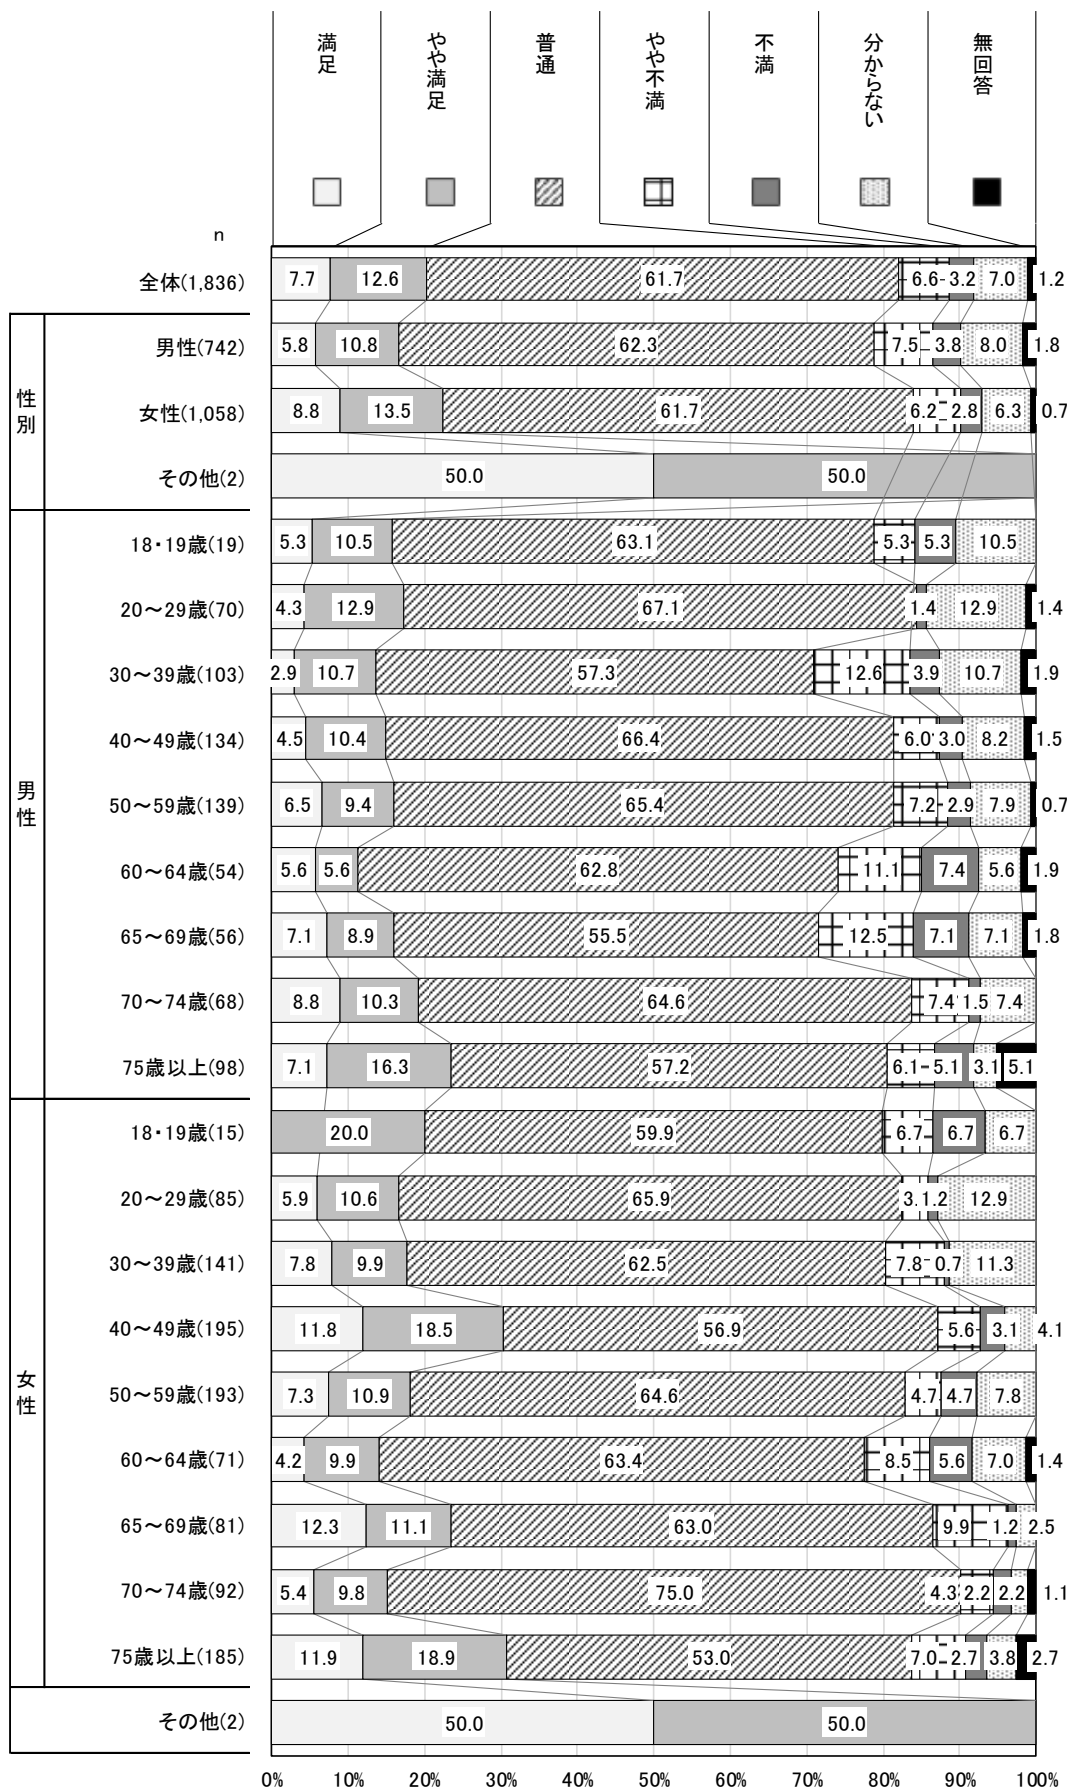 満足
やや満足
普通
やや不満
不満
分からない
無回答
n
全体(1,836) 7.7 12.6 61.7 6.6 3.2 7.0 1.2
性別
男性(742) 5.8 10.8 62.3 7.5 3.8 8.0 1.8
女性(1,058) 8.8 13.5 61.7 6.2 2.8 6.3 0.7
その他(2) 50.0 50.0
男性
18・19歳(19) 5.3 10.5 63.1 5.3 5.3 10.5
20～29歳(70) 4.3 12.9 67.1 1.4 12.9 1.4
30～39歳(103) 2.9 10.7 57.3 12.6 3.9 10.7 1.9
40～49歳(134) 4.5 10.4 66.4 6.0 3.0 8.2 1.5
50～59歳(139) 6.5 9.4 65.4 7.2 2.9 7.9 0.7
60～64歳(54) 5.6 5.6 62.8 11.1 7.4 5.6 1.9
65～69歳(56) 7.1 8.9 55.5 12.5 7.1 7.1 1.8
70～74歳(68) 8.8 10.3 64.6 7.4 1.5 7.4
75歳以上(98) 7.1 16.3 57.2 6.1 5.1 3.1 5.1
女性
18・19歳(15) 20.0 59.9 6.7 6.7 6.7
20～29歳(85) 5.9 10.6 65.9 1.2 12.9
30～39歳(141) 7.8 9.9 62.5 7.8 0.7 11.3
40～49歳(195) 11.8 18.5 56.9 5.6 3.1 4.1
50～59歳(193) 7.3 10.9 64.6 4.7 4.7 7.8
60～64歳(71) 4.2 9.9 63.4 8.5 5.6 7.0 1.4
65～69歳(81) 12.3 11.1 63.0 9.9 1.2 2.5
70～74歳(92) 5.4 9.8 75.0 4.3 2.2 2.2 1.1
75歳以上(185) 11.9 18.9 53.0 7.0 2.7 3.8 2.7
その他(2) 50.0 50.0
0% 10% 20% 30% 40% 50% 60% 70% 80% 90% 100%